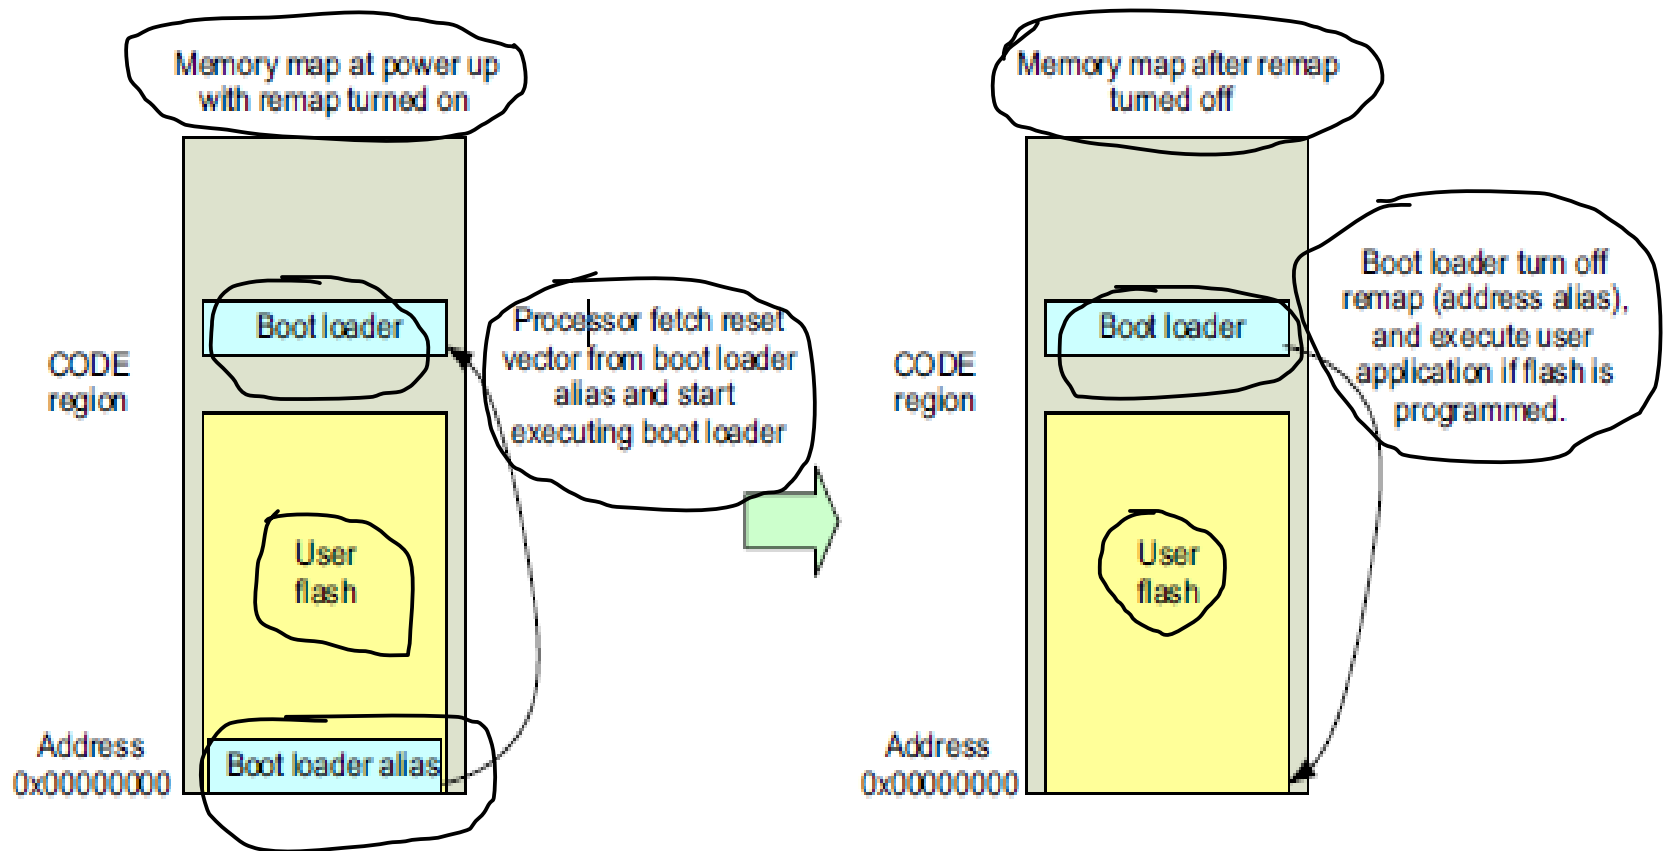 Memory map at power up
with remap turned on
Boot loader
Processor fetch reset
vector from boot loader
alias and start
executing boot loader
CODE
region
User
flash
Address
0x00000000
Boot loader alias
Memory map after remap
turned off
Boot loader
Boot loader turn off
remap (address alias),
and execute user
application if flash is
programmed.
CODE
region
User
flash
Address
0x00000000